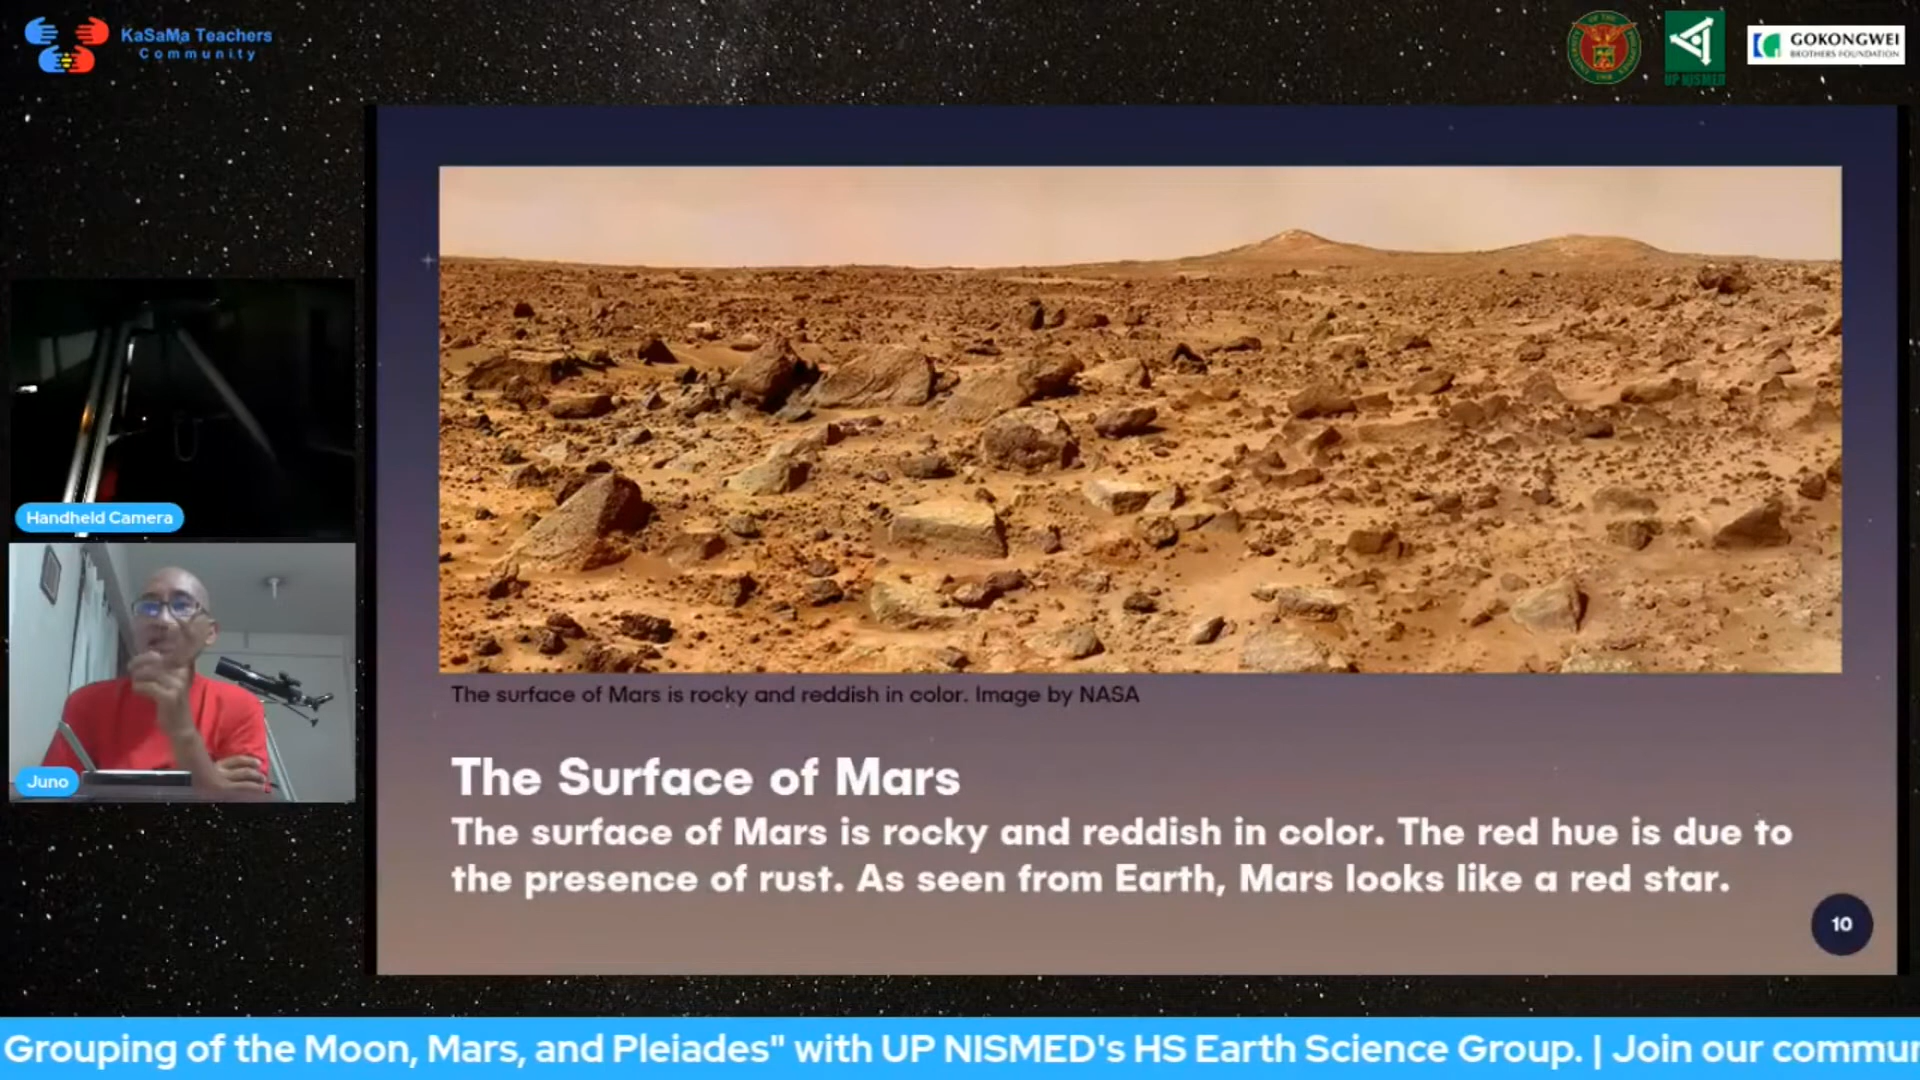 KaSaMa Teachers
Community
UP NISMED
GOKONGWEI
BROTHERS FOUNDATION
Handheld Camera
Juno
The surface of Mars is rocky and reddish in color. Image by NASA
The Surface of Mars
The surface of Mars is rocky and reddish in color. The red hue is due to
the presence of rust. As seen from Earth, Mars looks like a red star.
10
Grouping of the Moon, Mars, and Pleiades" with UP NISMED's HS Earth Science Group. | Join our commun